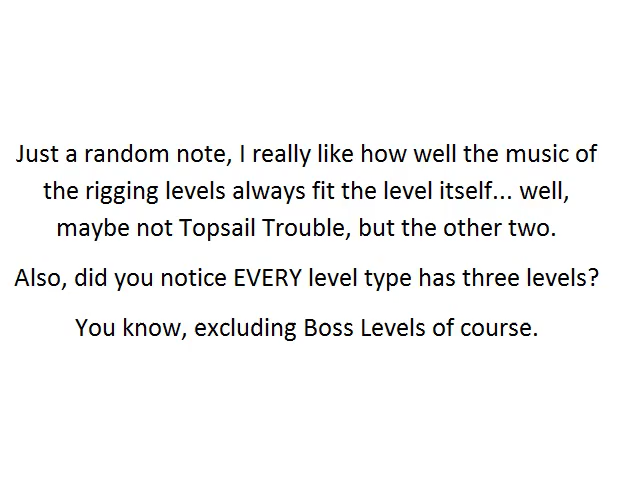 Just a random note, I really like how well the music of
the rigging levels always fit the level itself... well,
maybe not Topsail Trouble, but the other two.
Also, did you notice EVERY level type has three levels?
You know, excluding Boss Levels of course.